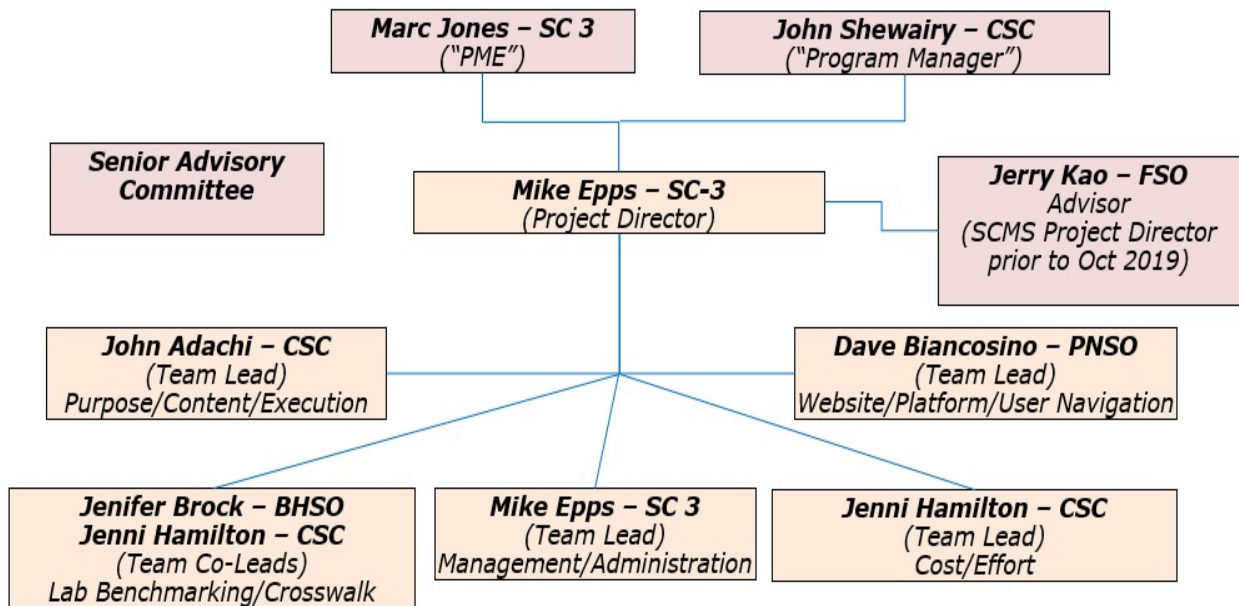 Marc Jones – SC 3
(“PME”)
John Shewairy – CSC
(“Program Manager”)
Senior Advisory
Committee
Mike Epps – SC-3
(Project Director)
Jerry Kao – FSO
Advisor
(SCMS Project Director
prior to Oct 2019)
John Adachi – CSC
(Team Lead)
Purpose/Content/Execution
Dave Biancosino – PNSO
(Team Lead)
Website/Platform/User Navigation
Jenifer Brock – BHSO
Jenni Hamilton – CSC
(Team Co-Leads)
Lab Benchmarking/Crosswalk
Mike Epps – SC 3
(Team Lead)
Management/Administration
Jenni Hamilton – CSC
(Team Lead)
Cost/Effort